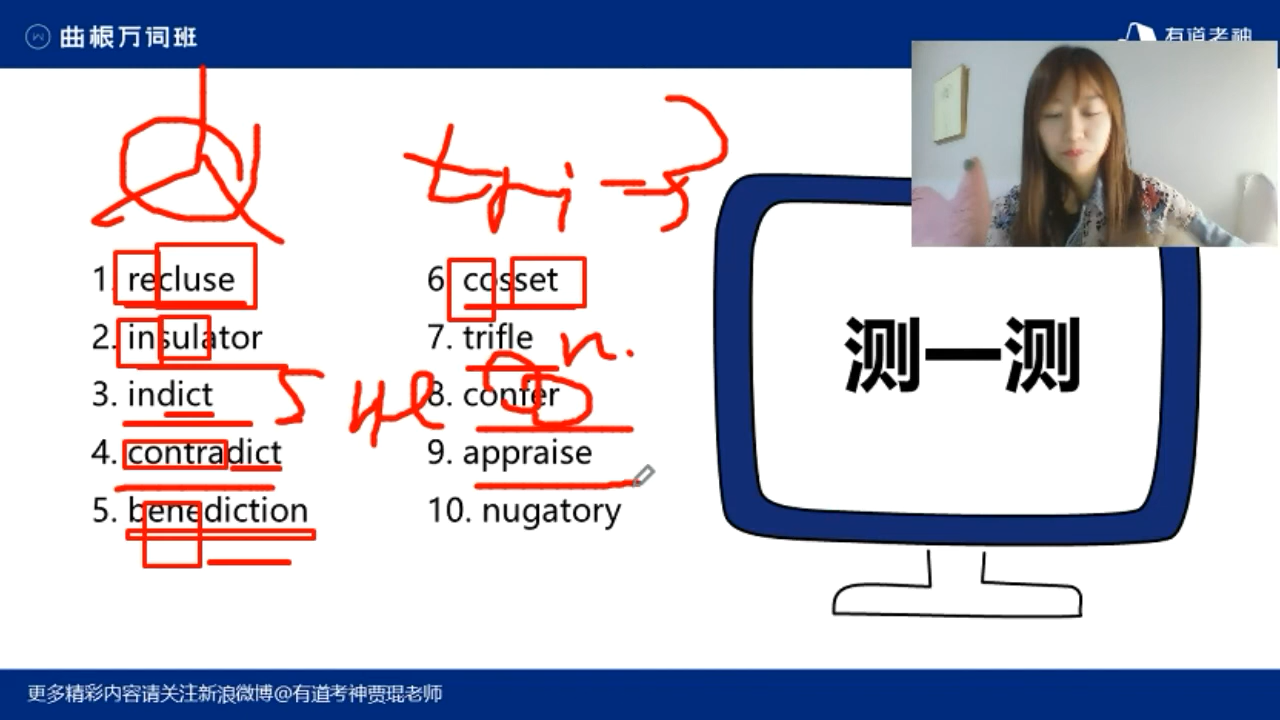 曲根万词班
有道考神
tri → 3
1. recluse
2. insulator
3. indict
4. contradict
5. benediction
6. cosset
7. trifle
n.
8. confer
9. appraise
10. nugatory
测一测
更多精彩内容请关注新浪微博@有道考神贾琨老师